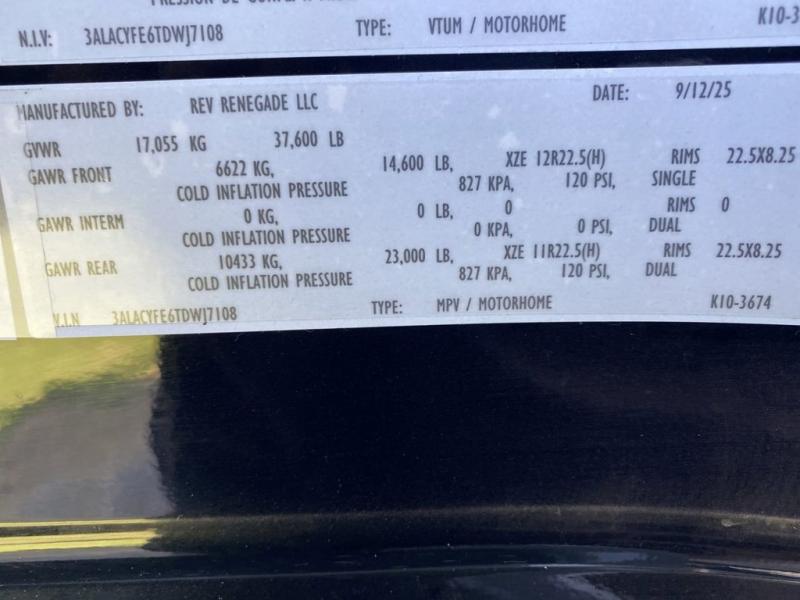 N.I.V: 3ALACYFE6TDWJ7108 TYPE: VTUM / MOTORHOME K10-3
MANUFACTURED BY: REV RENEGADE LLC DATE: 9/12/25
GVWR 17,055 KG 37,600 LB
GAWR FRONT 6622 KG, 14,600 LB, XZE 12R22.5(H) RIMS 22.5X8.25
COLD INFLATION PRESSURE 827 KPA, 120 PSI, SINGLE
GAWR INTERM 0 KG, 0 LB, 0 RIMS 0
COLD INFLATION PRESSURE 0 KPA, 0 PSI, DUAL
GAWR REAR 10433 KG, 23,000 LB, XZE 11R22.5(H) RIMS 22.5X8.25
COLD INFLATION PRESSURE 827 KPA, 120 PSI, DUAL
V.I.N 3ALACYFE6TDWJ7108 TYPE: MPV / MOTORHOME K10-3674